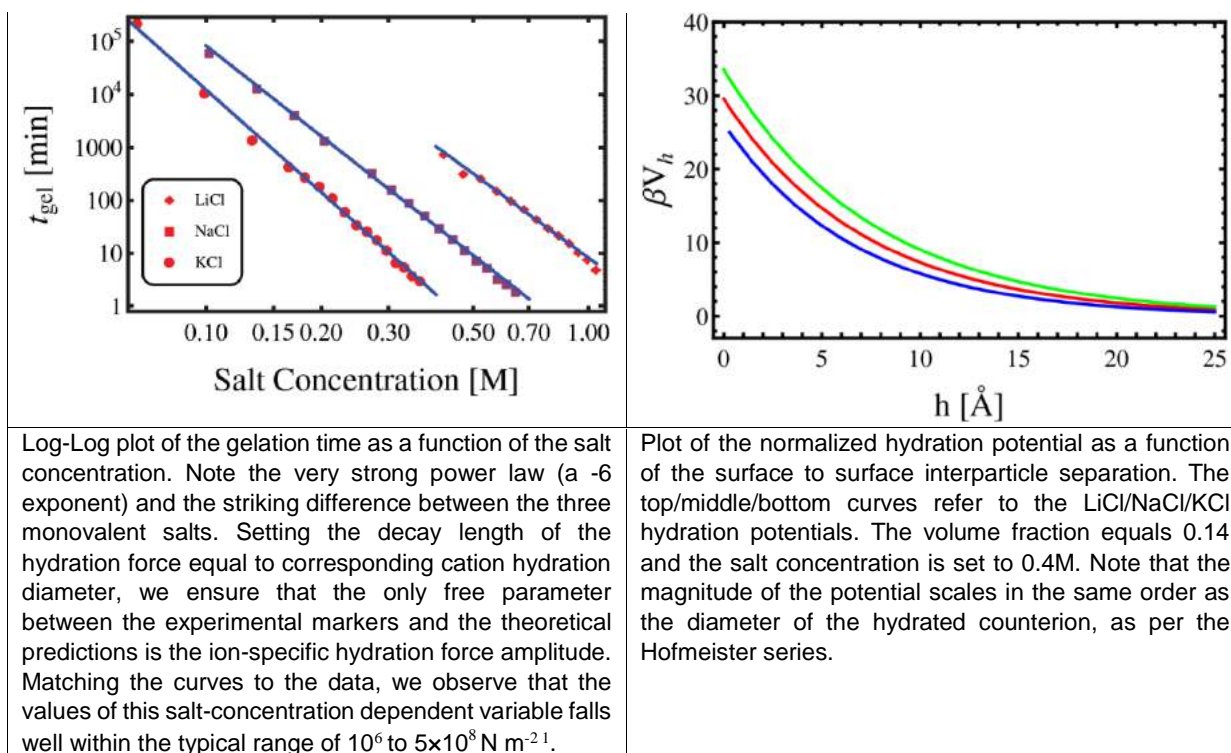 10^5
10^4
1000
100
10
1
t_gel [min]
LiCl
NaCl
KCl
0.10 0.15 0.20 0.30 0.50 0.70 1.00
Salt Concentration [M]
40
30
20
10
0
βV_h
0 5 10 15 20 25
h [Å]
Log-Log plot of the gelation time as a function of the salt
concentration. Note the very strong power law (a -6
exponent) and the striking difference between the three
monovalent salts. Setting the decay length of the
hydration force equal to corresponding cation hydration
diameter, we ensure that the only free parameter
between the experimental markers and the theoretical
predictions is the ion-specific hydration force amplitude.
Matching the curves to the data, we observe that the
values of this salt-concentration dependent variable falls
well within the typical range of 10^6 to 5×10^8 N m^-2 1.
Plot of the normalized hydration potential as a function
of the surface to surface interparticle separation. The
top/middle/bottom curves refer to the LiCl/NaCl/KCl
hydration potentials. The volume fraction equals 0.14
and the salt concentration is set to 0.4M. Note that the
magnitude of the potential scales in the same order as
the diameter of the hydrated counterion, as per the
Hofmeister series.